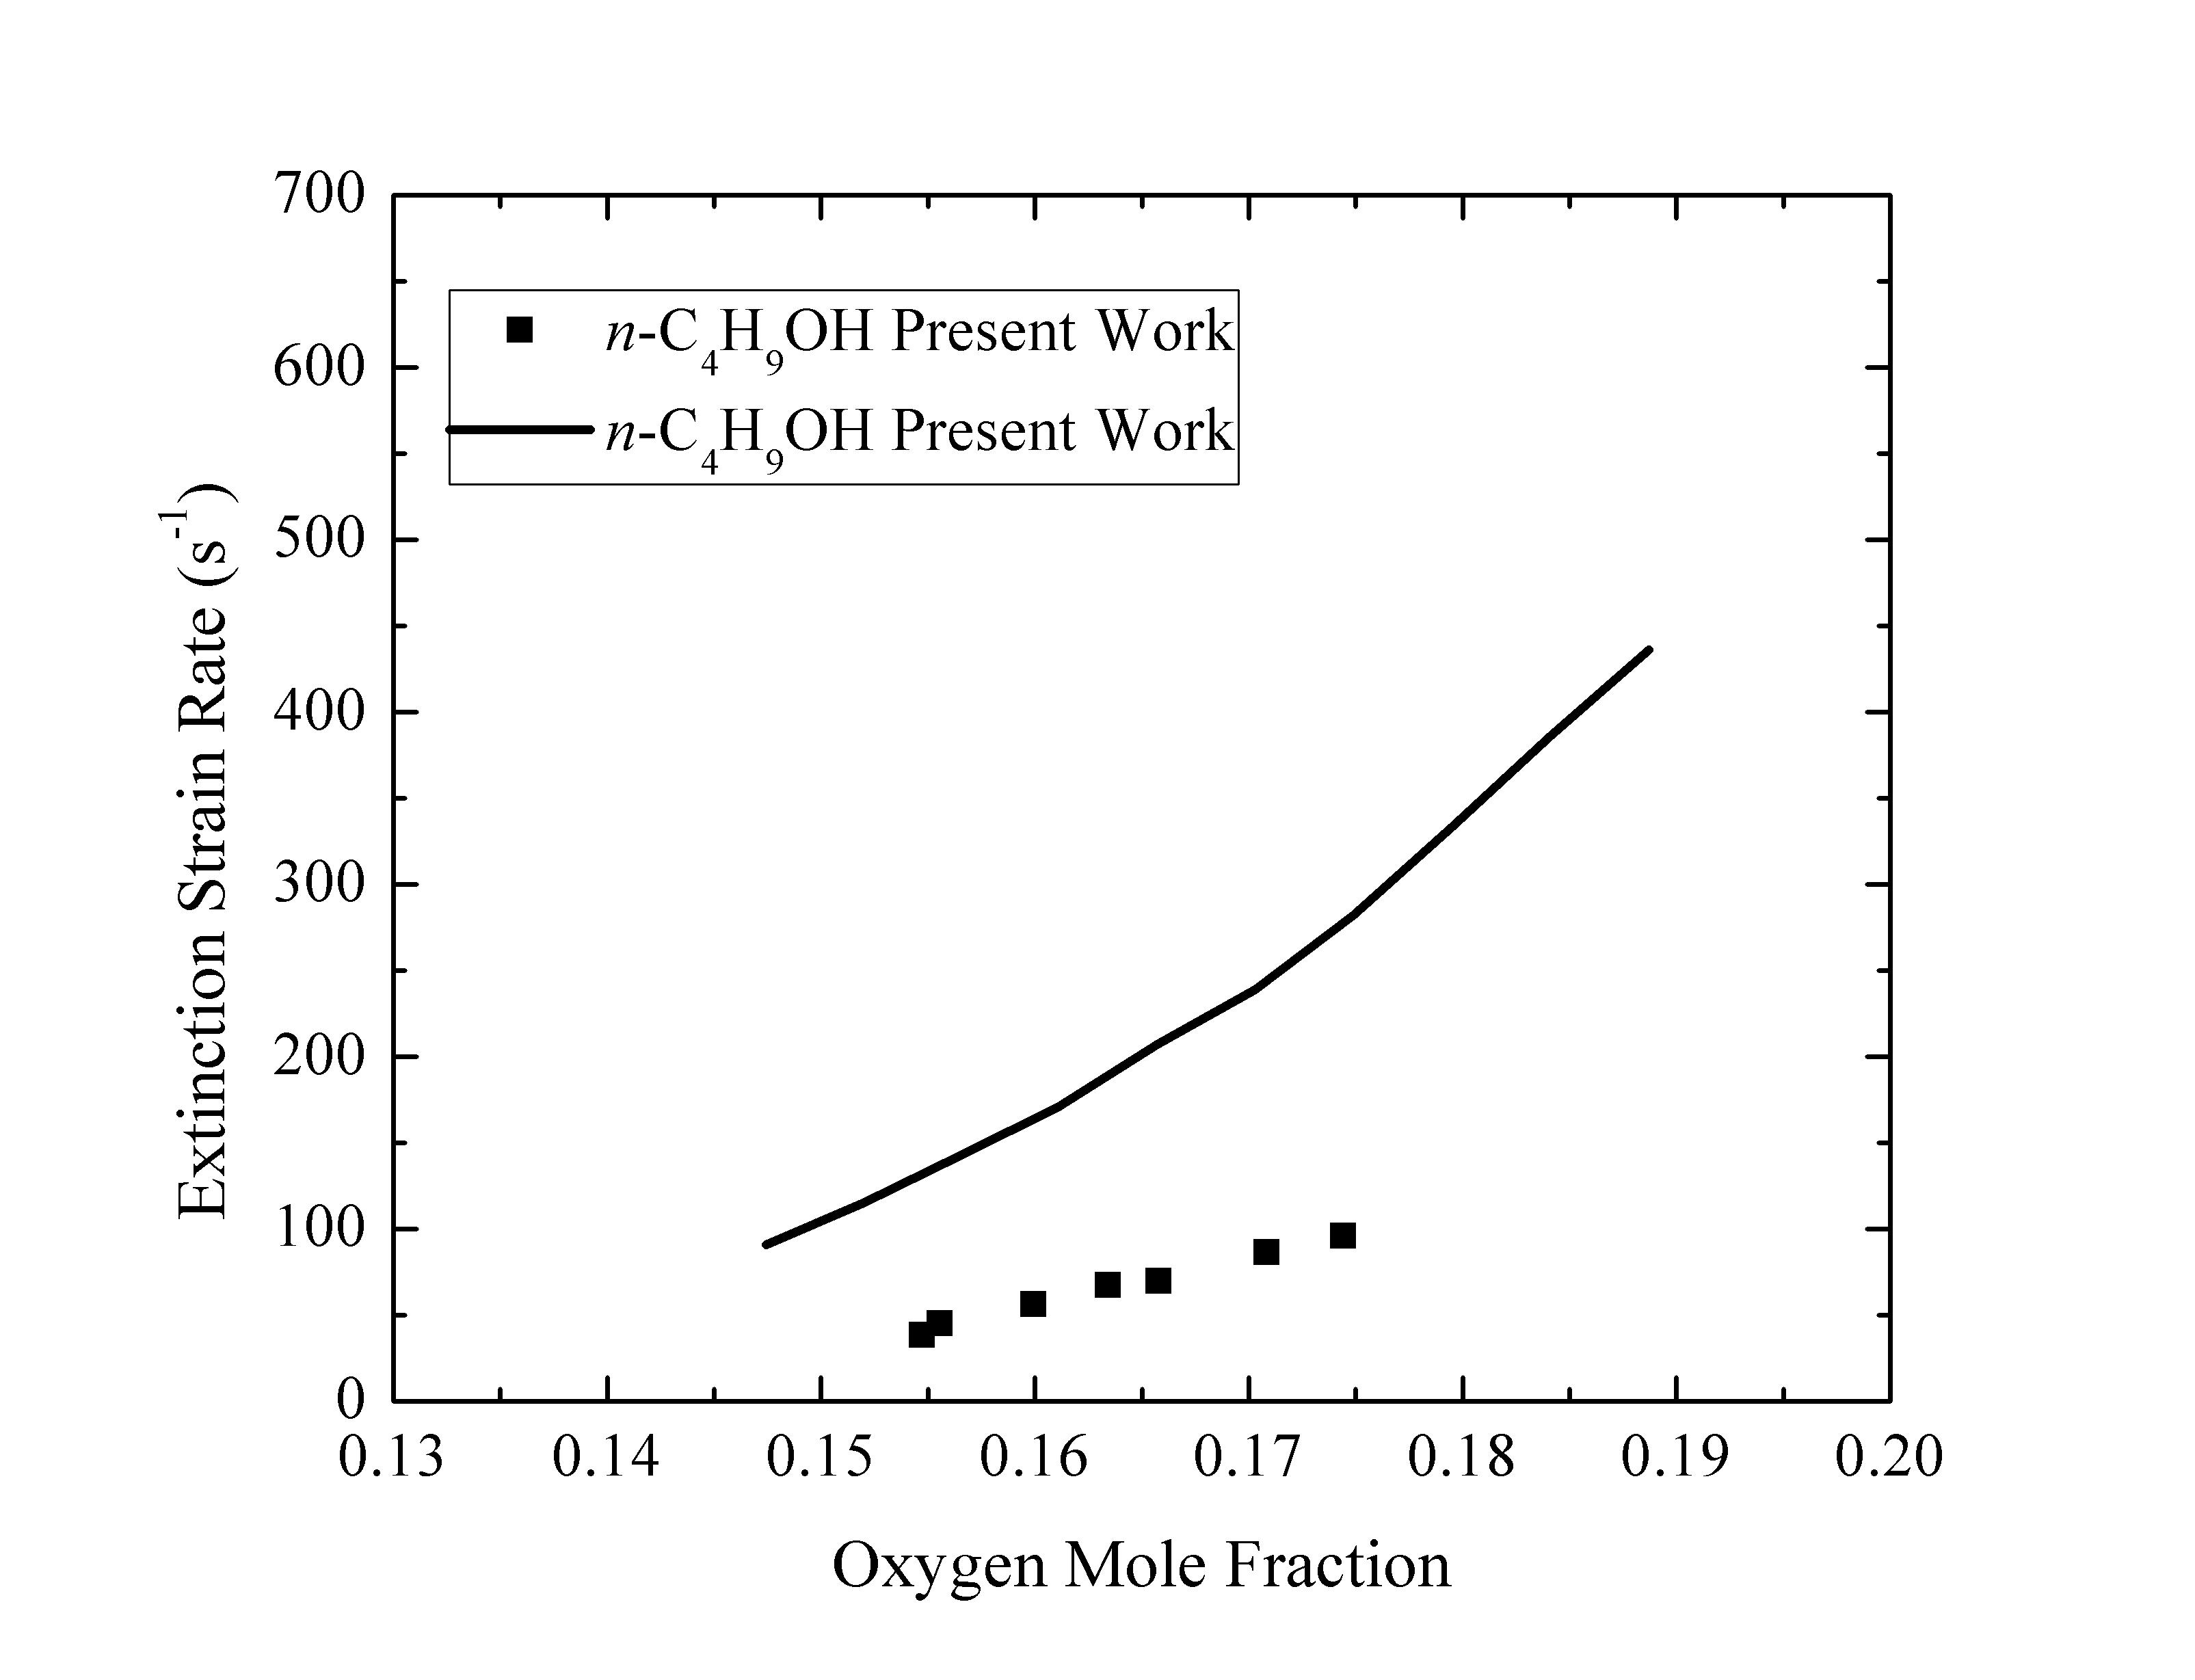 700
600
500
400
300
200
100
0
Extinction Strain Rate (s⁻¹)
n-C₄H₉OH Present Work
n-C₄H₉OH Present Work
0.13 0.14 0.15 0.16 0.17 0.18 0.19 0.20
Oxygen Mole Fraction